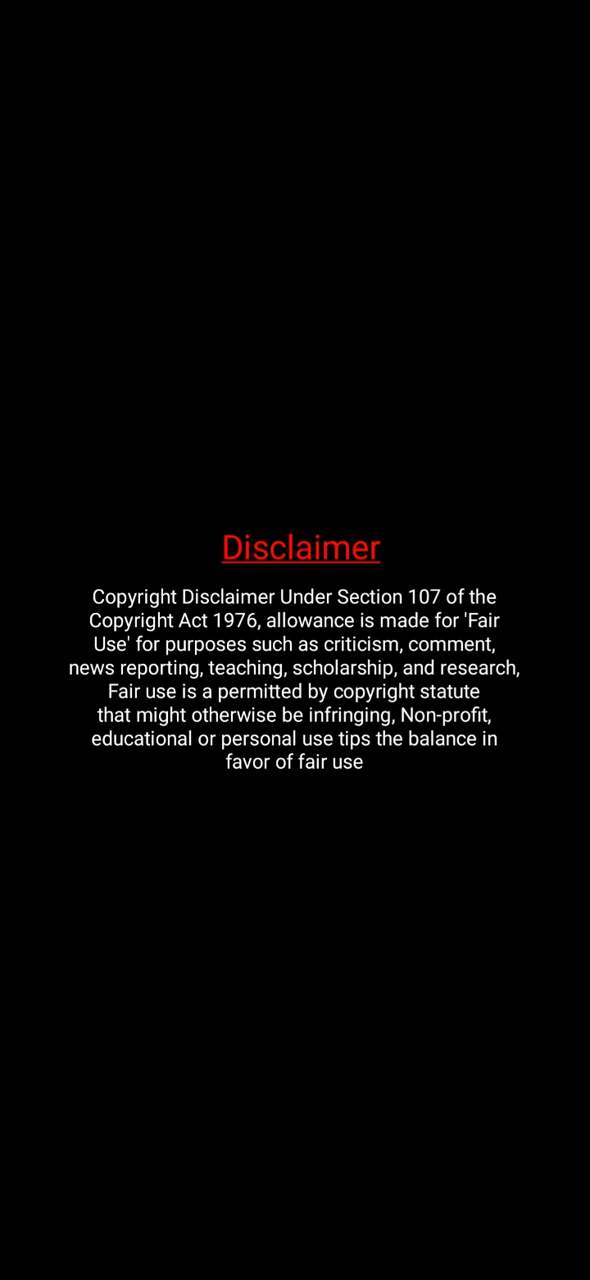 Disclaimer
Copyright Disclaimer Under Section 107 of the
Copyright Act 1976, allowance is made for 'Fair
Use' for purposes such as criticism, comment,
news reporting, teaching, scholarship, and research,
Fair use is a permitted by copyright statute
that might otherwise be infringing, Non-profit,
educational or personal use tips the balance in
favor of fair use